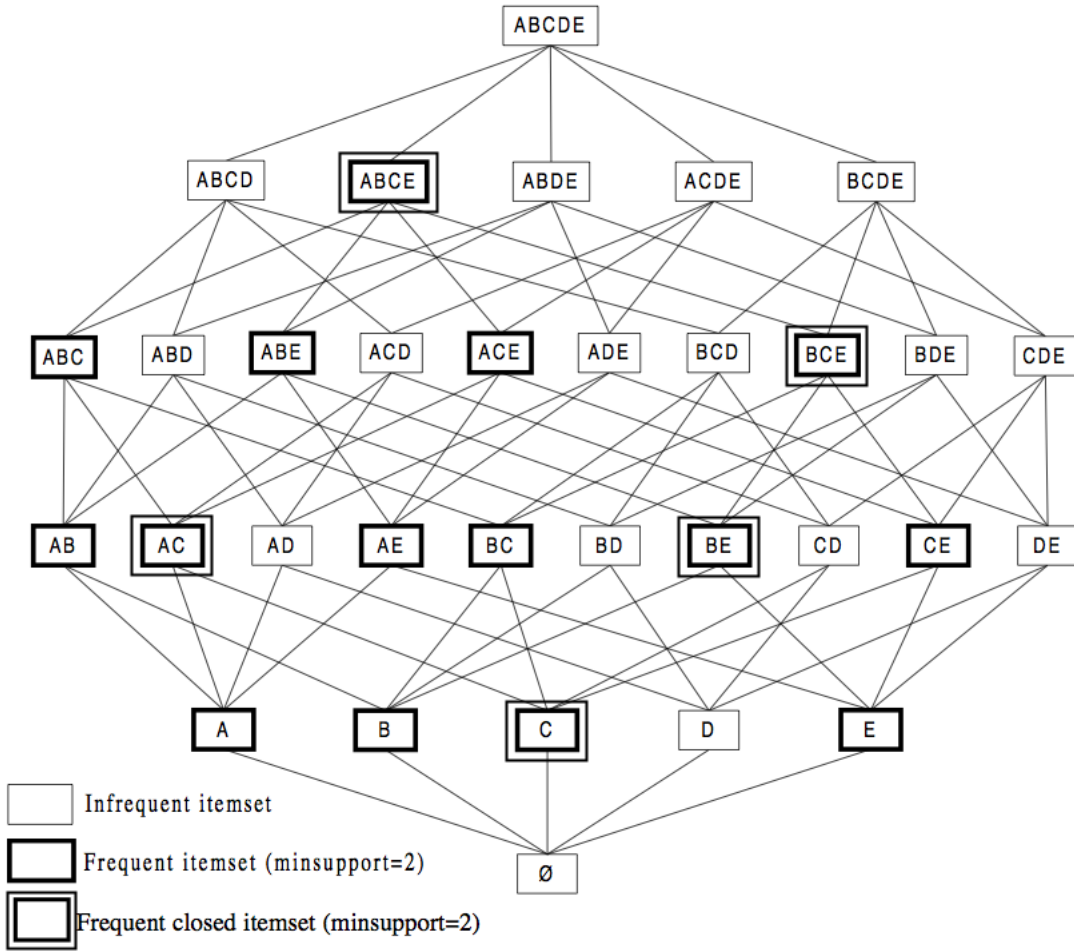 ABCDE
ABCD ABCE ABDE ACDE BCDE
ABC ABD ABE ACD ACE ADE BCD BCE BDE CDE
AB AC AD AE BC BD BE CD CE DE
A B C D E
Infrequent itemset
Frequent itemset (minsupport=2)
Ø
Frequent closed itemset (minsupport=2)